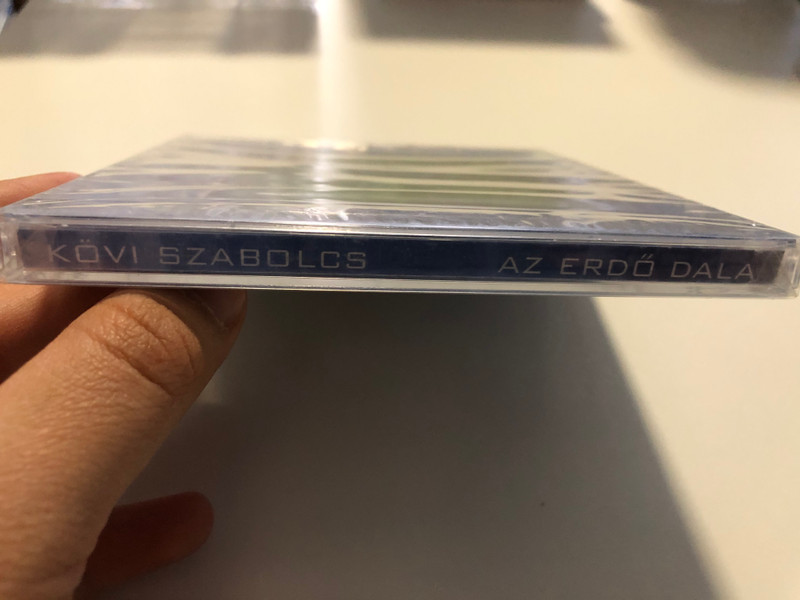 KÖVI SZABOLCS AZ ERDŐ DALA